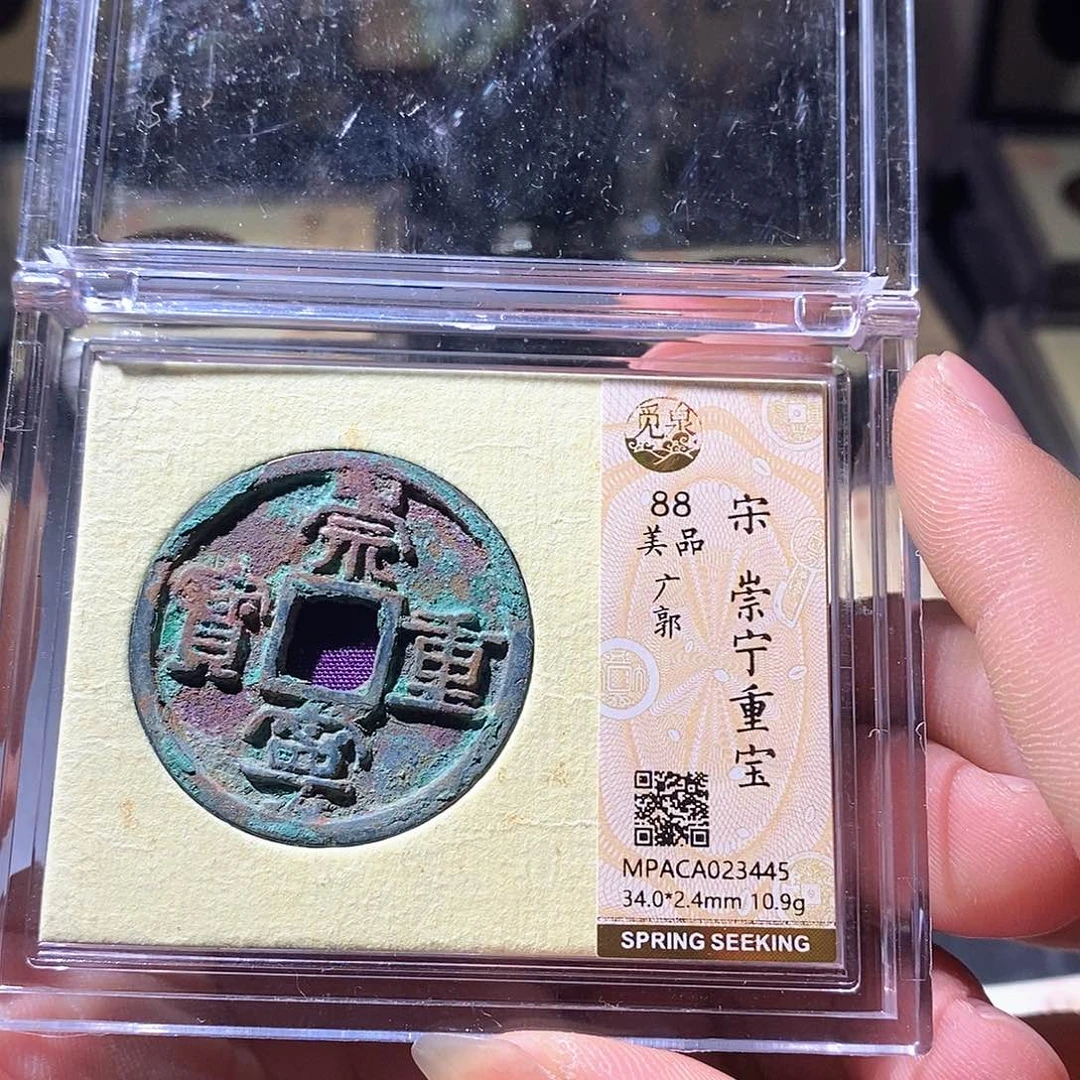 崇
重
寧
寳
觅泉
88
美品
广郭
宋 崇宁重宝
MPACA023445
34.0*2.4mm 10.9g
SPRING SEEKING